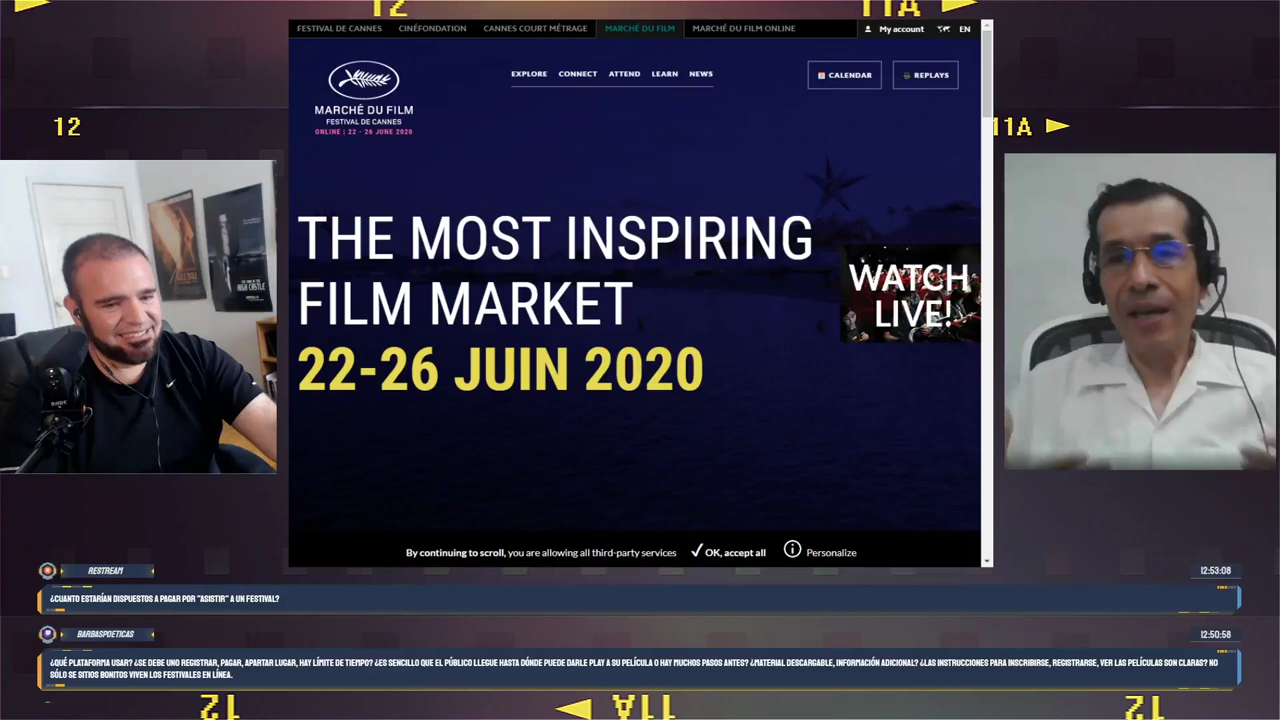 12
11A
FESTIVAL DE CANNES CINÉFONDATION CANNES COURT MÉTRAGE MARCHÉ DU FILM MARCHÉ DU FILM ONLINE My account EN
EXPLORE CONNECT ATTEND LEARN NEWS
CALENDAR REPLAYS
MARCHÉ DU FILM
FESTIVAL DE CANNES
ONLINE | 22 - 26 JUNE 2020
12
11A
HIGH CASTLE
THE MOST INSPIRING
FILM MARKET
22-26 JUIN 2020
WATCH
LIVE!
RODE
By continuing to scroll, you are allowing all third-party services OK, accept all Personalize
RESTREAM 12:53:08
¿CUANTO ESTARÍAN DISPUESTOS A PAGAR POR "ASISTIR" A UN FESTIVAL?
BARBASPOETICAS 12:50:58
¿QUÉ PLATAFORMA USAR? ¿SE DEBE UNO REGISTRAR, PAGAR, APARTAR LUGAR, HAY LÍMITE DE TIEMPO? ¿ES SENCILLO QUE EL PÚBLICO LLEGUE HASTA DÓNDE PUEDE DARLE PLAY A SU PELÍCULA O HAY MUCHOS PASOS ANTES? ¿MATERIAL DESCARGABLE, INFORMACIÓN ADICIONAL? ¿LAS INSTRUCCIONES PARA INSCRIBIRSE, REGISTRARSE, VER LAS PELÍCULAS SON CLARAS? NO
SÓLO SE SITIOS BONITOS VIVEN LOS FESTIVALES EN LÍNEA.
12
11A
12